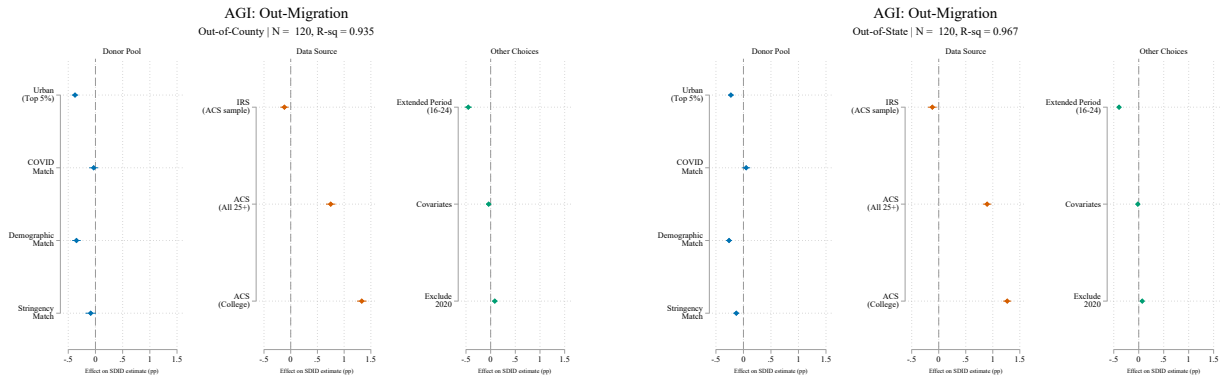 AGI: Out-Migration
Out-of-County | N = 120, R-sq = 0.935
Donor Pool
Urban
(Top 5%)
COVID
Match
Demographic
Match
Stringency
Match
-.5 0 .5 1 1.5
Effect on SDID estimate (pp)
Data Source
IRS
(ACS sample)
ACS
(All 25+)
ACS
(College)
-.5 0 .5 1 1.5
Effect on SDID estimate (pp)
Other Choices
Extended Period
(16-24)
Covariates
Exclude
2020
-.5 0 .5 1 1.5
Effect on SDID estimate (pp)
AGI: Out-Migration
Out-of-State | N = 120, R-sq = 0.967
Donor Pool
Urban
(Top 5%)
COVID
Match
Demographic
Match
Stringency
Match
-.5 0 .5 1 1.5
Effect on SDID estimate (pp)
Data Source
IRS
(ACS sample)
ACS
(All 25+)
ACS
(College)
-.5 0 .5 1 1.5
Effect on SDID estimate (pp)
Other Choices
Extended Period
(16-24)
Covariates
Exclude
2020
-.5 0 .5 1 1.5
Effect on SDID estimate (pp)